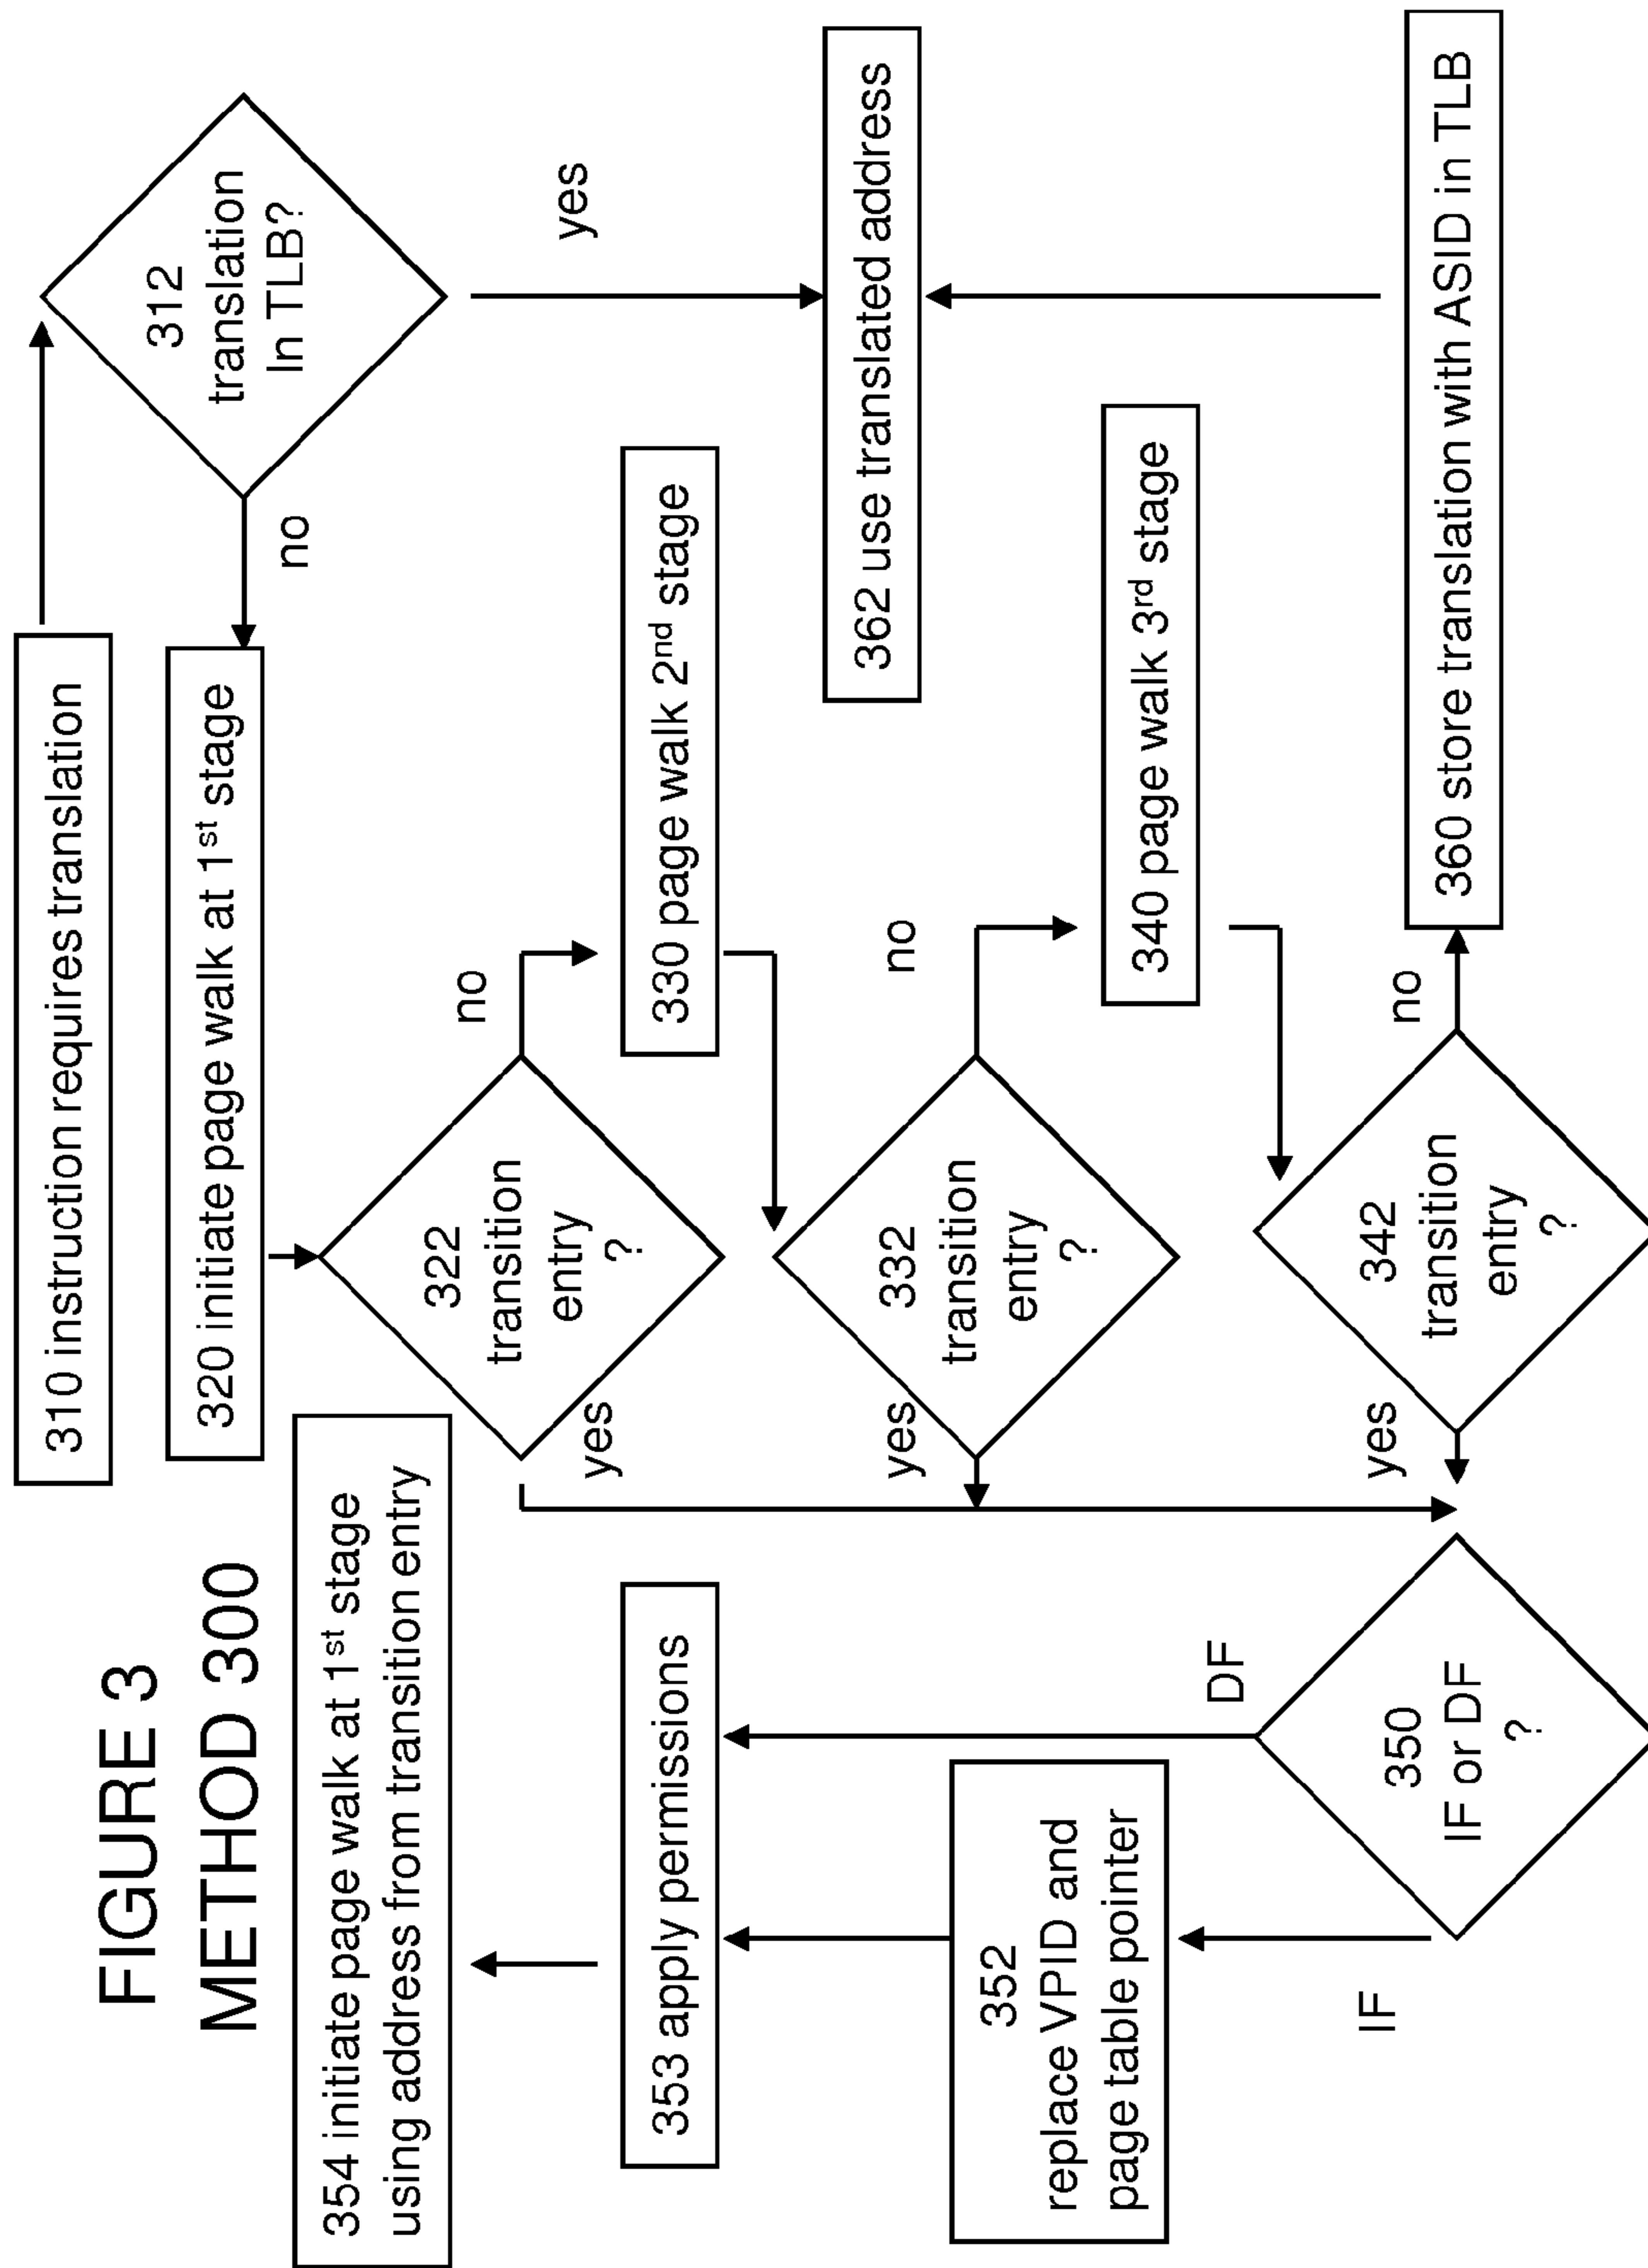 FIGURE 3
METHOD 300
310 instruction requires translation
312
translation
In TLB?
yes
no
320 initiate page walk at 1st stage
322
transition
entry
?
yes
no
330 page walk 2nd stage
332
transition
entry
?
yes
no
340 page walk 3rd stage
342
transition
entry
?
yes
no
350
IF or DF
?
DF
IF
352
replace VPID and
page table pointer
353 apply permissions
354 initiate page walk at 1st stage
using address from transition entry
360 store translation with ASID in TLB
362 use translated address